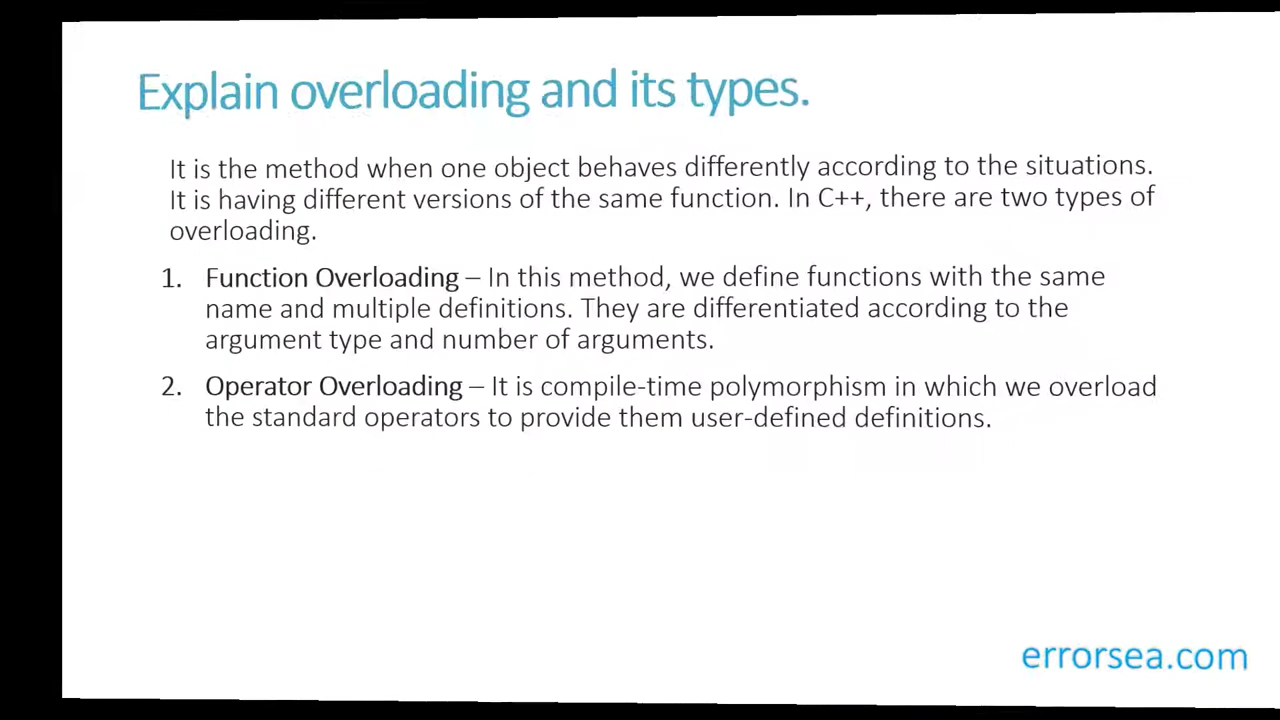 Explain overloading and its types.
It is the method when one object behaves differently according to the situations.
It is having different versions of the same function. In C++, there are two types of
overloading.
1. Function Overloading – In this method, we define functions with the same
name and multiple definitions. They are differentiated according to the
argument type and number of arguments.
2. Operator Overloading – It is compile-time polymorphism in which we overload
the standard operators to provide them user-defined definitions.
errorsea.com